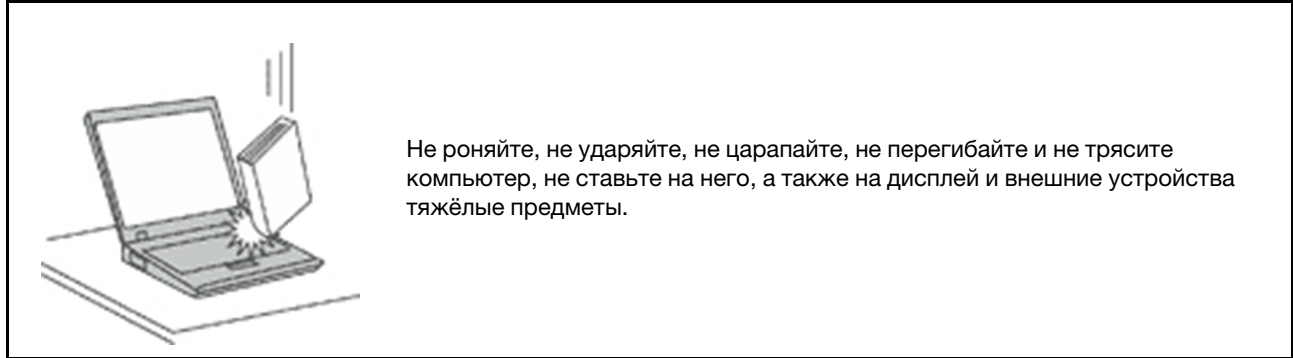 Не роняйте, не ударяйте, не царапайте, не перегибайте и не трясите
компьютер, не ставьте на него, а также на дисплей и внешние устройства
тяжёлые предметы.